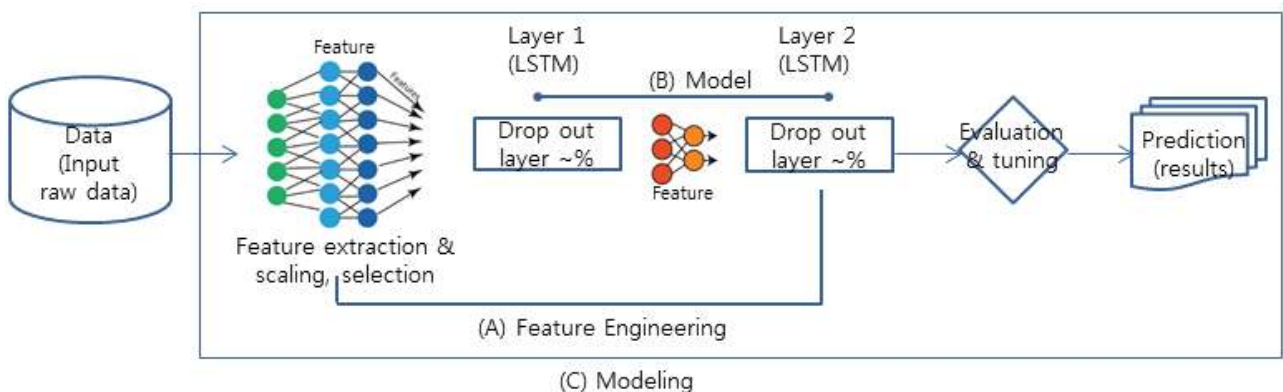 Data
(Input
raw data)
Feature
Features
Feature extraction &
scaling, selection
Layer 1
(LSTM)
(B) Model
Layer 2
(LSTM)
Drop out
layer ~%
Feature
Drop out
layer ~%
Evaluation
& tuning
Prediction
(results)
(A) Feature Engineering
(C) Modeling